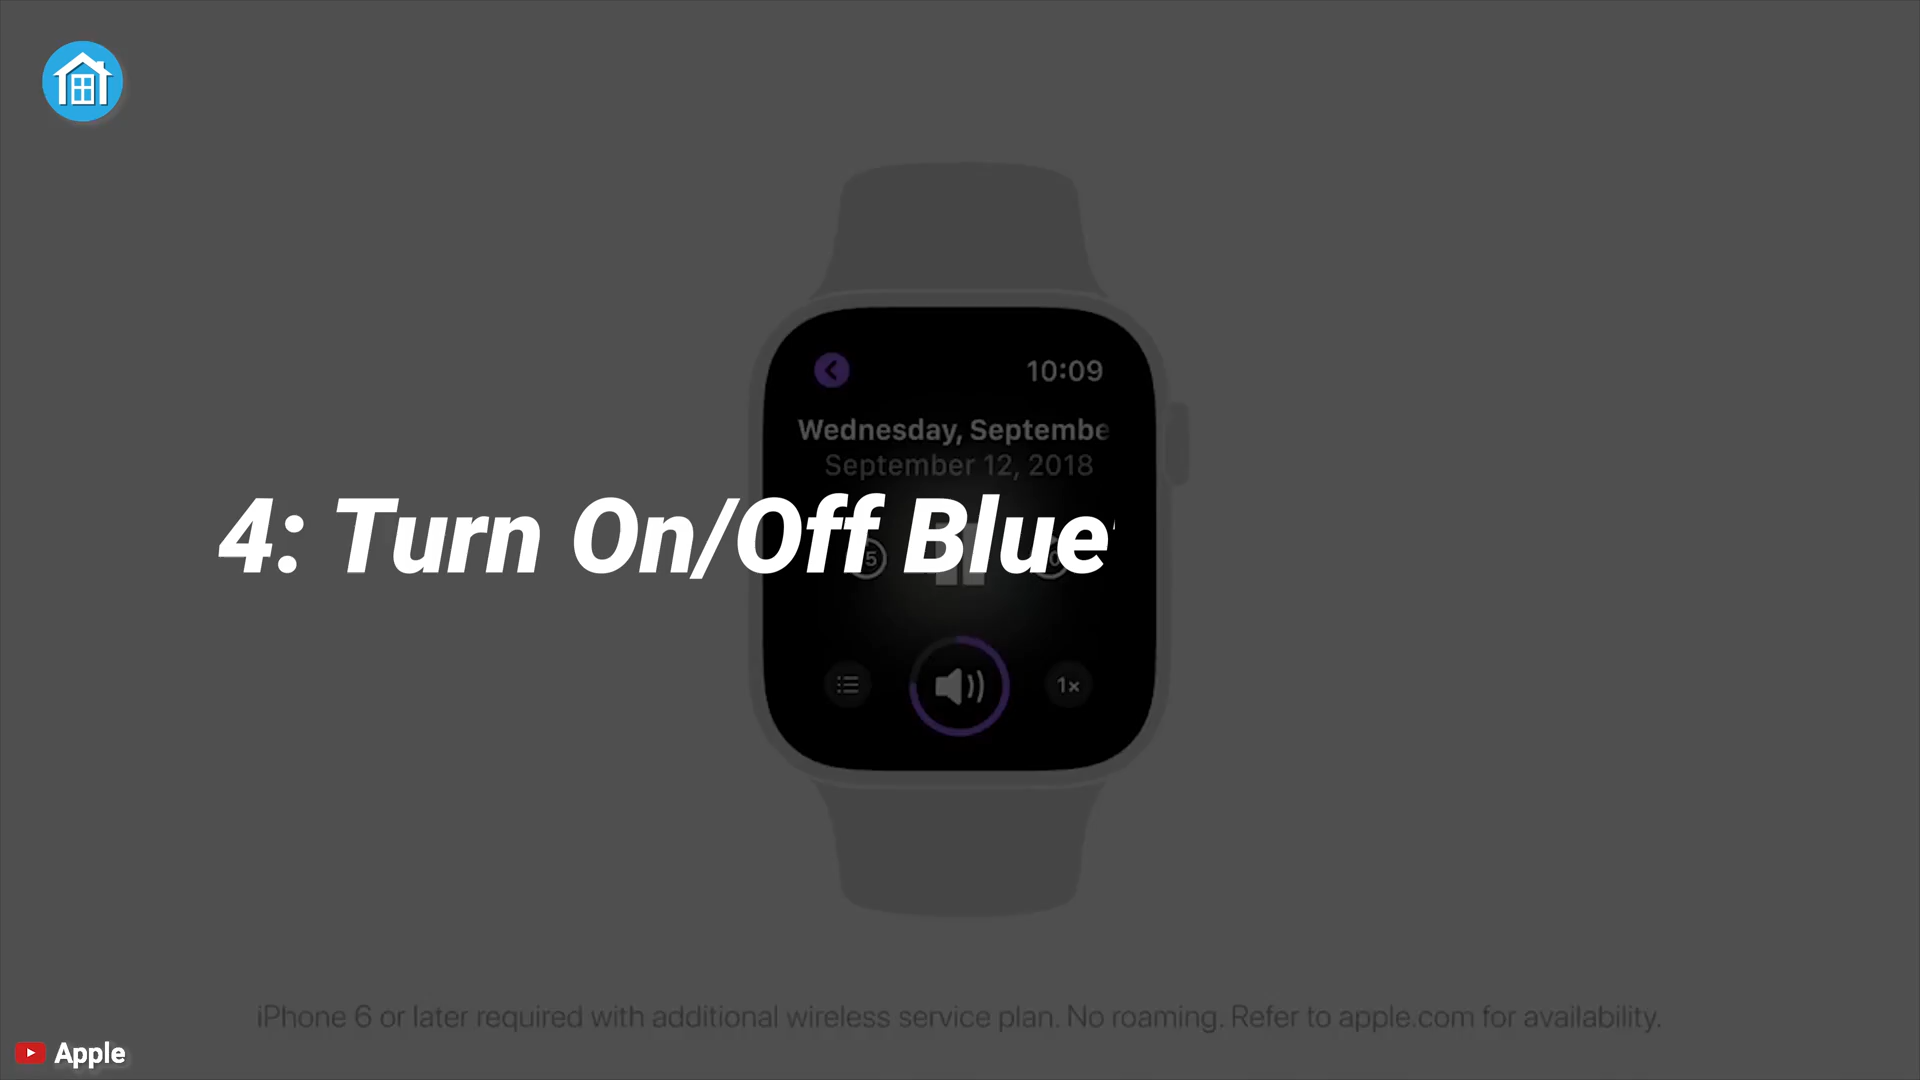 10:09
Wednesday, Septembe
September 12, 2018
4: Turn On/Off Blue
1×
iPhone 6 or later required with additional wireless service plan. No roaming. Refer to apple.com for availability.
Apple